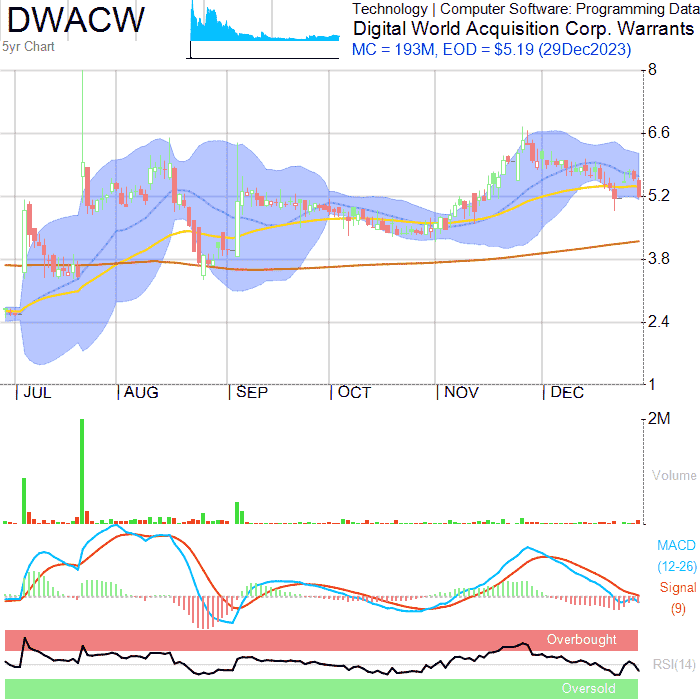 DWACW
5yr Chart
Technology | Computer Software: Programming Data
Digital World Acquisition Corp. Warrants
MC = 193M, EOD = $5.19 (29Dec2023)
8
6.6
5.2
3.8
2.4
1
JUL AUG SEP OCT NOV DEC
2M
Volume
MACD
(12-26)
Signal
(9)
Overbought
RSI(14)
Oversold